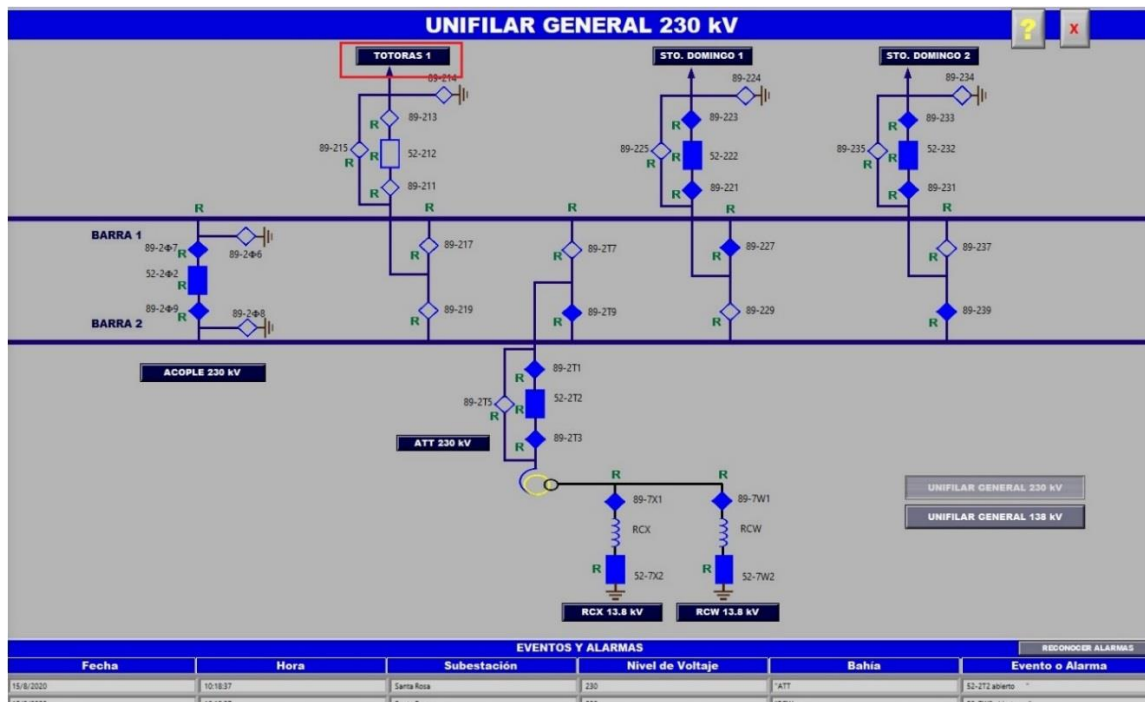 UNIFILAR GENERAL 230 kV
?
X
TOTORAS 1
STO. DOMINGO 1
STO. DOMINGO 2
89-214
89-224
89-234
89-213
89-223
89-233
R
R
R
89-215
R
52-212
89-225
R
52-222
89-235
R
52-232
R
R
R
89-211
89-221
89-231
R
R
R
R
R
R
R
R
BARRA 1
89-2Φ7
R
89-2Φ6
89-217
89-2T7
89-227
89-237
R
R
R
R
52-2Φ2
R
89-2Φ9
R
89-2Φ8
89-219
89-2T9
89-229
89-239
BARRA 2
R
R
R
R
ACOPLE 230 kV
89-2T1
R
89-2T5
R
52-2T2
R
ATT 230 kV
89-2T3
R
R
R
89-7X1
89-7W1
UNIFILAR GENERAL 230 kV
UNIFILAR GENERAL 138 kV
RCX
RCW
R
52-7X2
R
52-7W2
RCX 13.8 kV
RCW 13.8 kV
EVENTOS Y ALARMAS
RECONOCER ALARMAS
Fecha Hora Subestación Nivel de Voltaje Bahía Evento o Alarma
15/8/2020 10:18:37 Santa Rosa 230 "ATT 52-2T2 abierto "